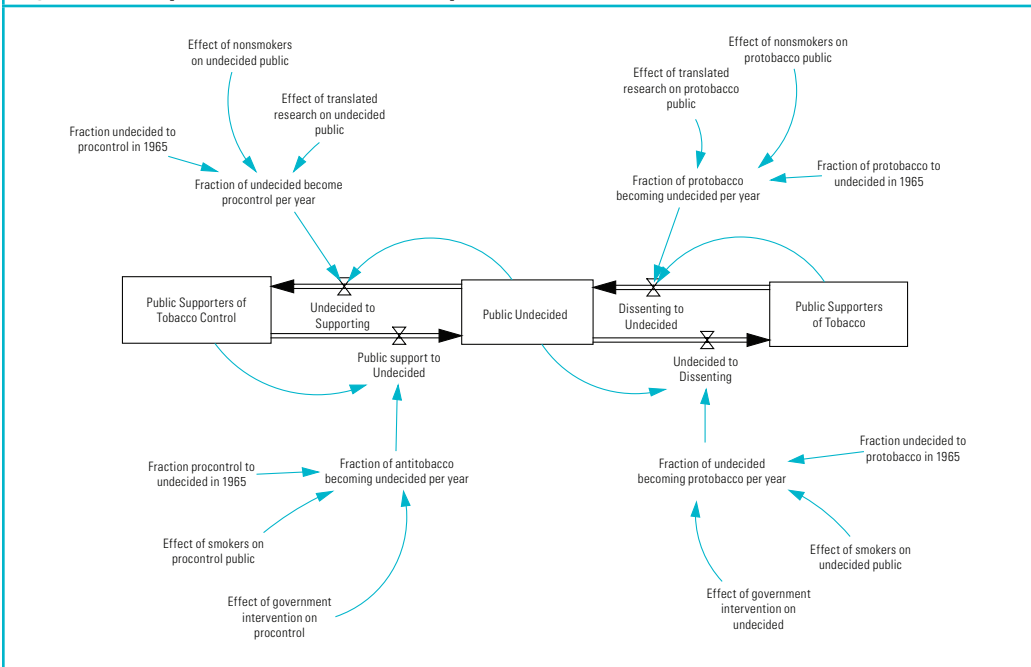 Effect of nonsmokers
on undecided public
Effect of nonsmokers on
protobacco public
Effect of translated
research on protobacco
public
Effect of translated
research on undecided
public
Fraction undecided to
procontrol in 1965
Fraction of protobacco to
undecided in 1965
Fraction of undecided become
procontrol per year
Fraction of protobacco
becoming undecided per year
Public Supporters of
Tobacco Control
Undecided to
Supporting
Public Undecided
Dissenting to
Undecided
Public Supporters
of Tobacco
Public support to
Undecided
Undecided to
Dissenting
Fraction procontrol to
undecided in 1965
Fraction of antitobacco
becoming undecided per year
Fraction of undecided
becoming protobacco per year
Fraction undecided to
protobacco in 1965
Effect of smokers on
procontrol public
Effect of smokers on
undecided public
Effect of government
intervention on
procontrol
Effect of government
intervention on
undecided